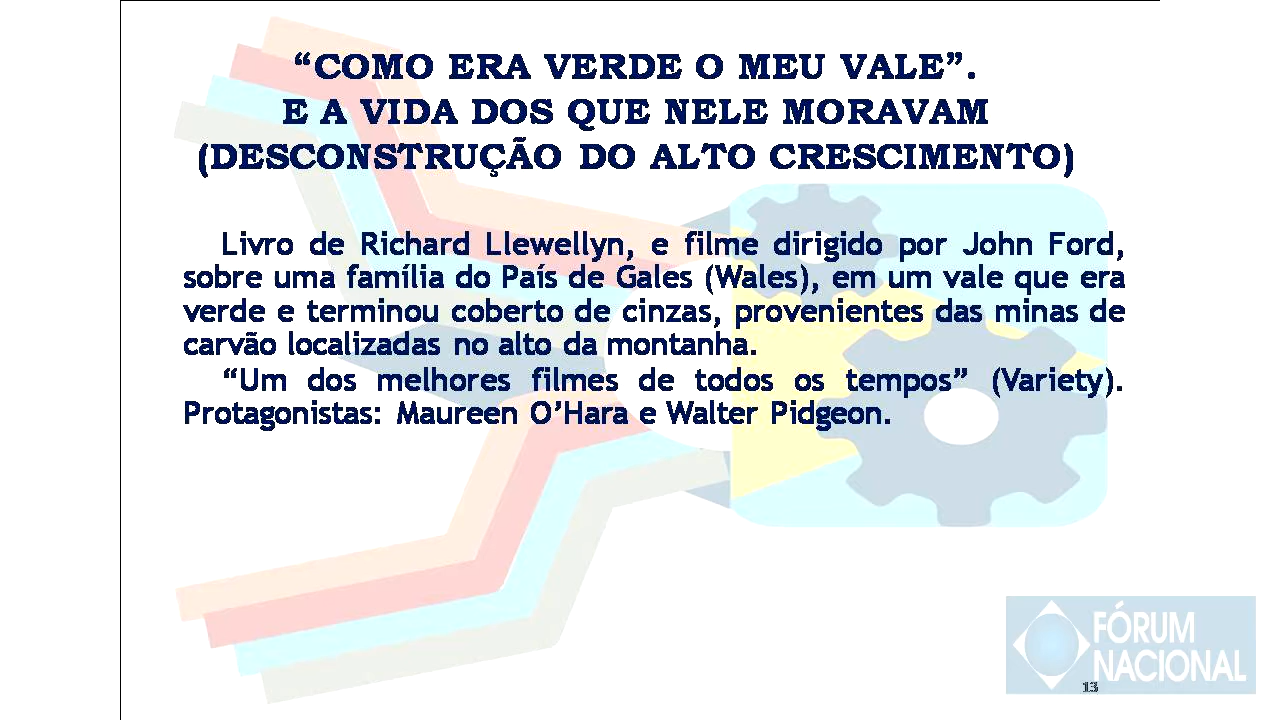 “COMO ERA VERDE O MEU VALE”.
E A VIDA DOS QUE NELE MORAVAM
(DESCONSTRUÇÃO DO ALTO CRESCIMENTO)
Livro de Richard Llewellyn, e filme dirigido por John Ford,
sobre uma família do País de Gales (Wales), em um vale que era
verde e terminou coberto de cinzas, provenientes das minas de
carvão localizadas no alto da montanha.
“Um dos melhores filmes de todos os tempos” (Variety).
Protagonistas: Maureen O’Hara e Walter Pidgeon.
FÓRUM
NACIONAL
13